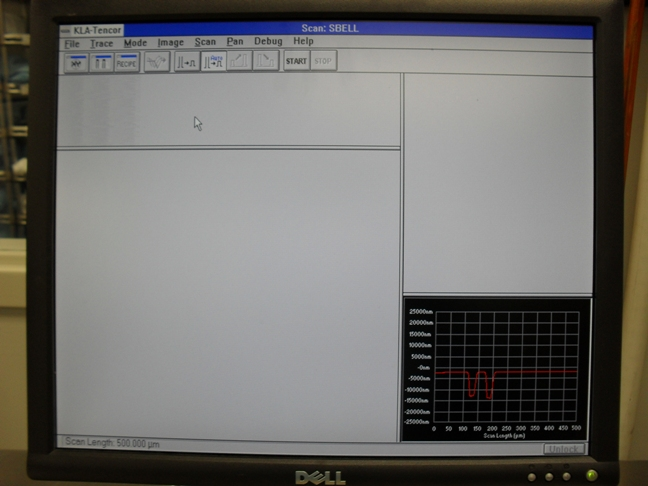 KLA-Tencor
Scan: SBELL
File Trace Mode Image Scan Pan Debug Help
RECIPE Auto START STOP
25000nm
20000nm
15000nm
10000nm
5000nm
-0nm
-5000nm
-10000nm
-15000nm
-20000nm
-25000nm
0 50 100 150 200 250 300 350 400 450 500
Scan Length (µm)
Scan Length: 500.000 µm
Unlock
DELL